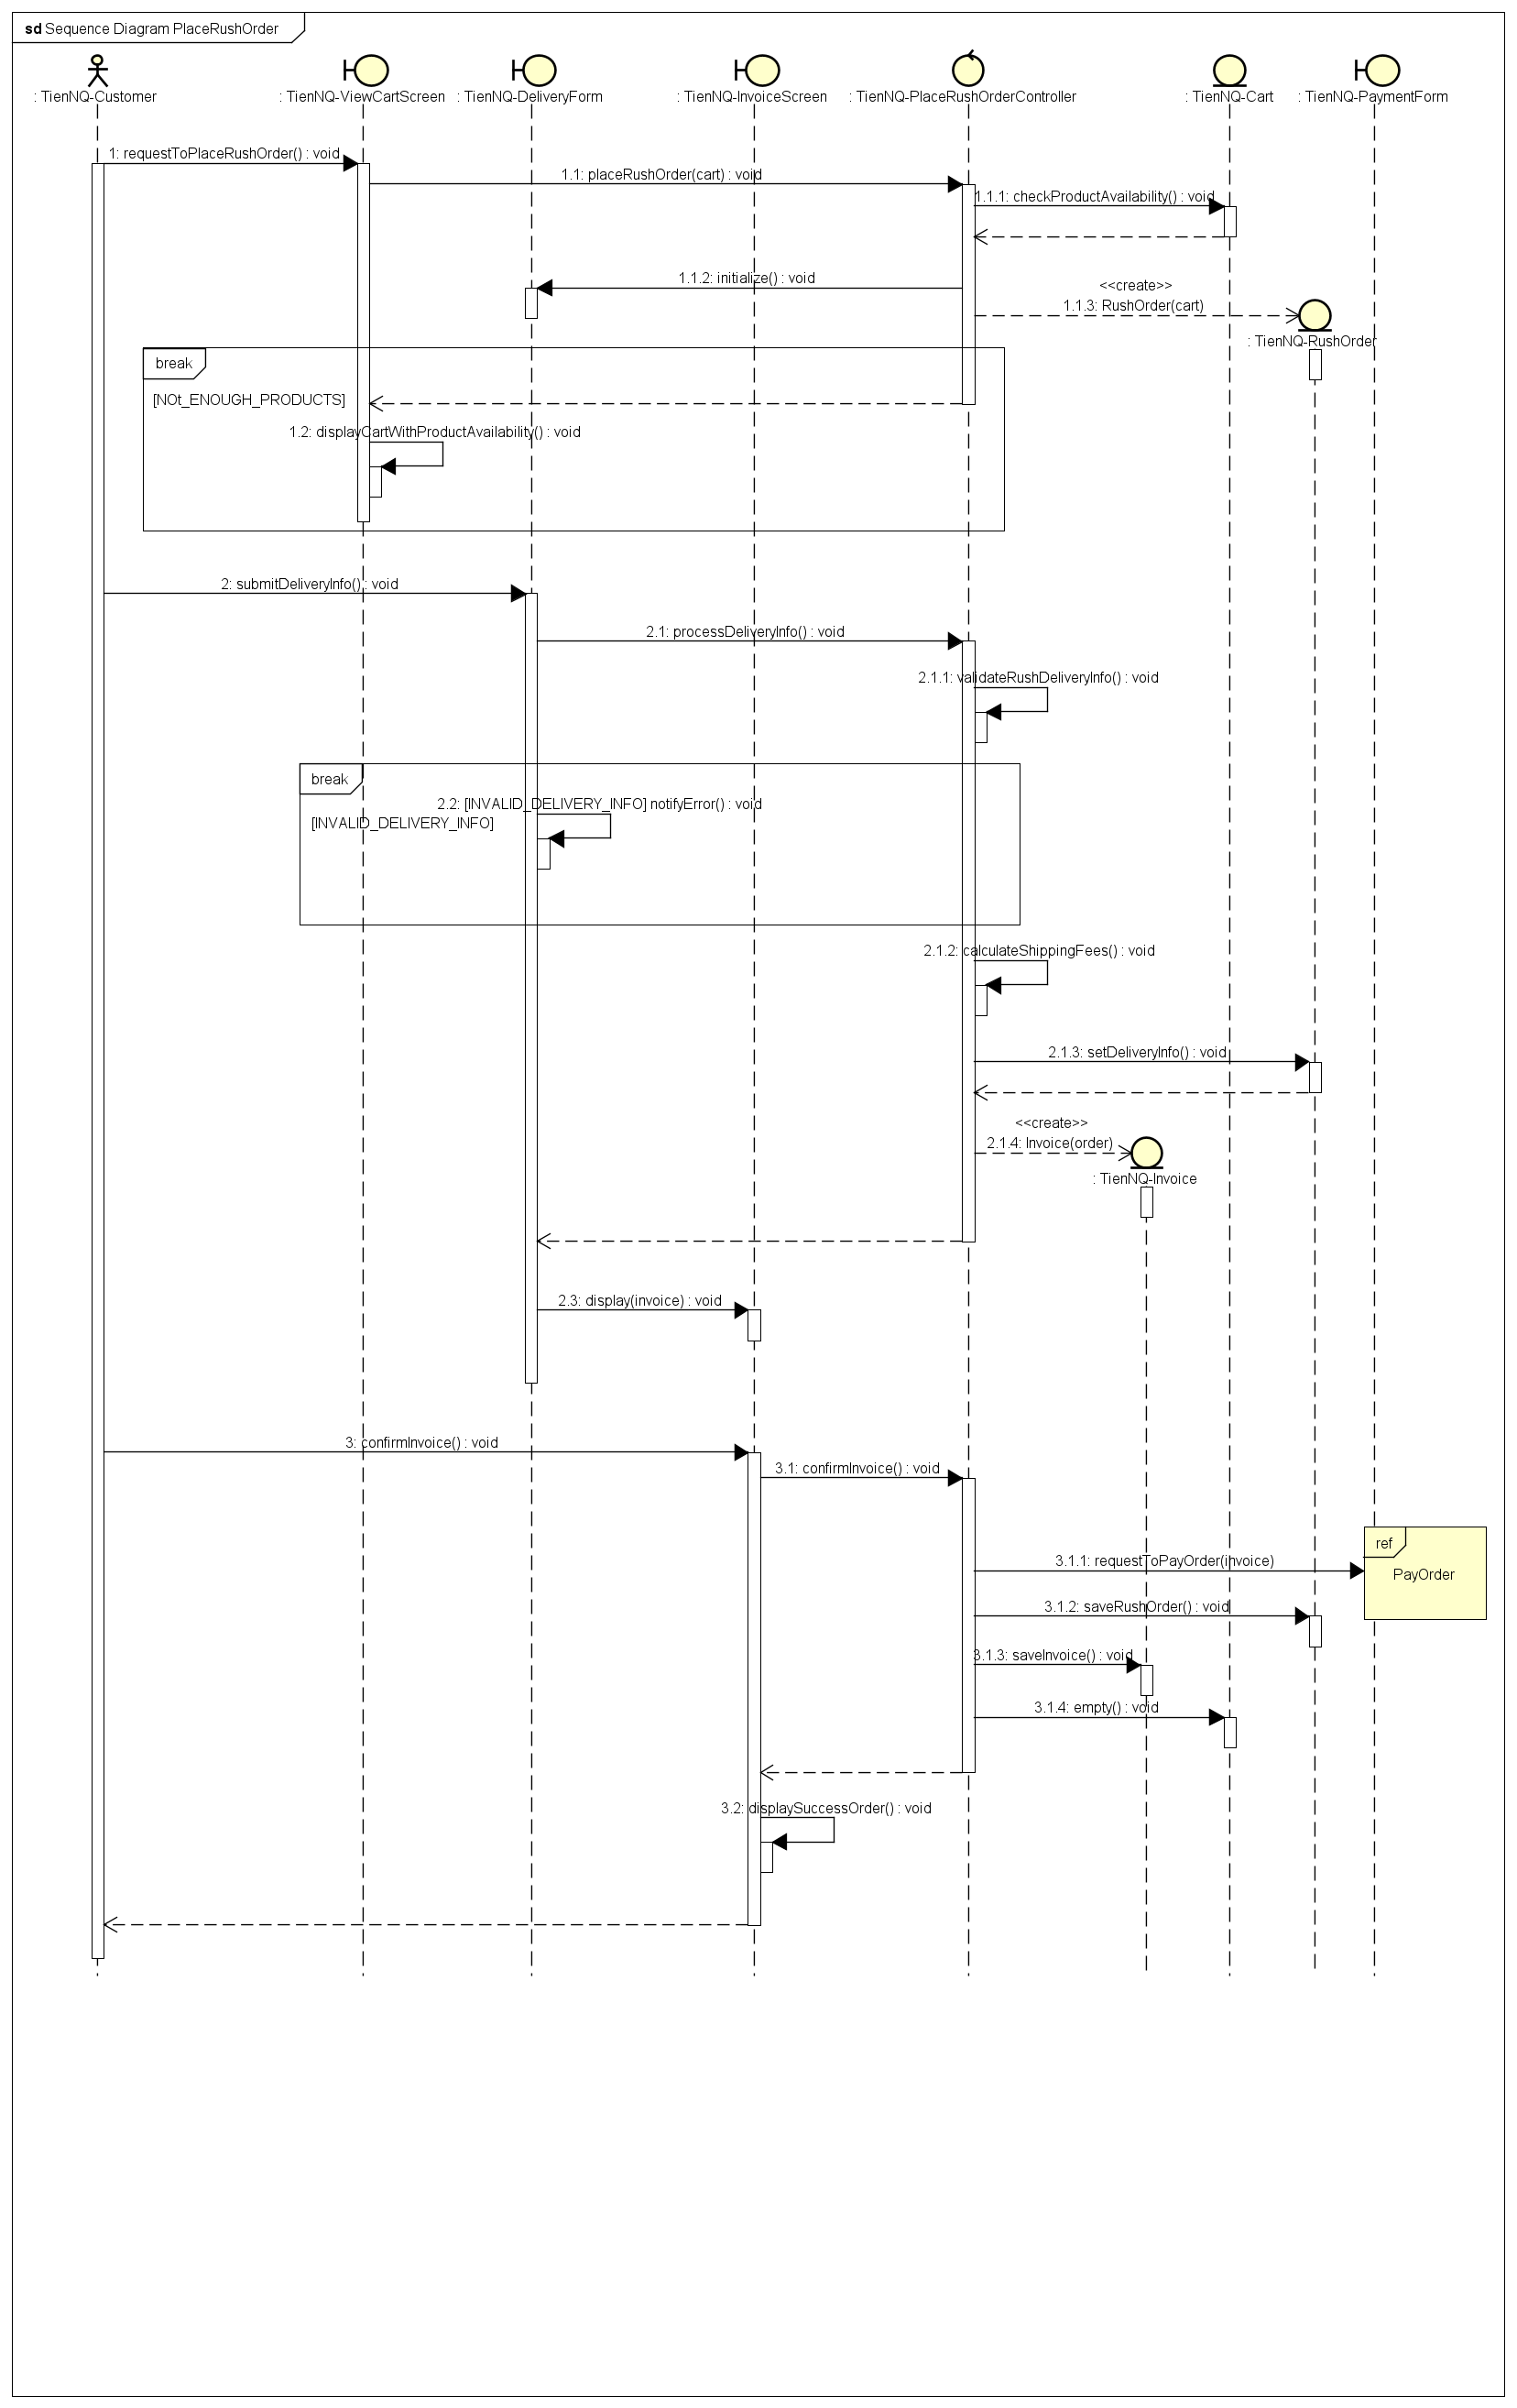 sd Sequence Diagram PlaceRushOrder
: TienNQ-Customer
: TienNQ-ViewCartScreen
: TienNQ-DeliveryForm
: TienNQ-InvoiceScreen
: TienNQ-PlaceRushOrderController
: TienNQ-Cart
: TienNQ-PaymentForm
1: requestToPlaceRushOrder() : void
1.1: placeRushOrder(cart) : void
1.1.1: checkProductAvailability() : void
1.1.2: initialize() : void
<<create>>
1.1.3: RushOrder(cart)
: TienNQ-RushOrder
break
[NOt_ENOUGH_PRODUCTS]
1.2: displayCartWithProductAvailability() : void
2: submitDeliveryInfo() : void
2.1: processDeliveryInfo() : void
2.1.1: validateRushDeliveryInfo() : void
break
2.2: [INVALID_DELIVERY_INFO] notifyError() : void
[INVALID_DELIVERY_INFO]
2.1.2: calculateShippingFees() : void
2.1.3: setDeliveryInfo() : void
<<create>>
2.1.4: Invoice(order)
: TienNQ-Invoice
2.3: display(invoice) : void
3: confirmInvoice() : void
3.1: confirmInvoice() : void
ref
3.1.1: requestToPayOrder(invoice)
PayOrder
3.1.2: saveRushOrder() : void
3.1.3: saveInvoice() : void
3.1.4: empty() : void
3.2: displaySuccessOrder() : void